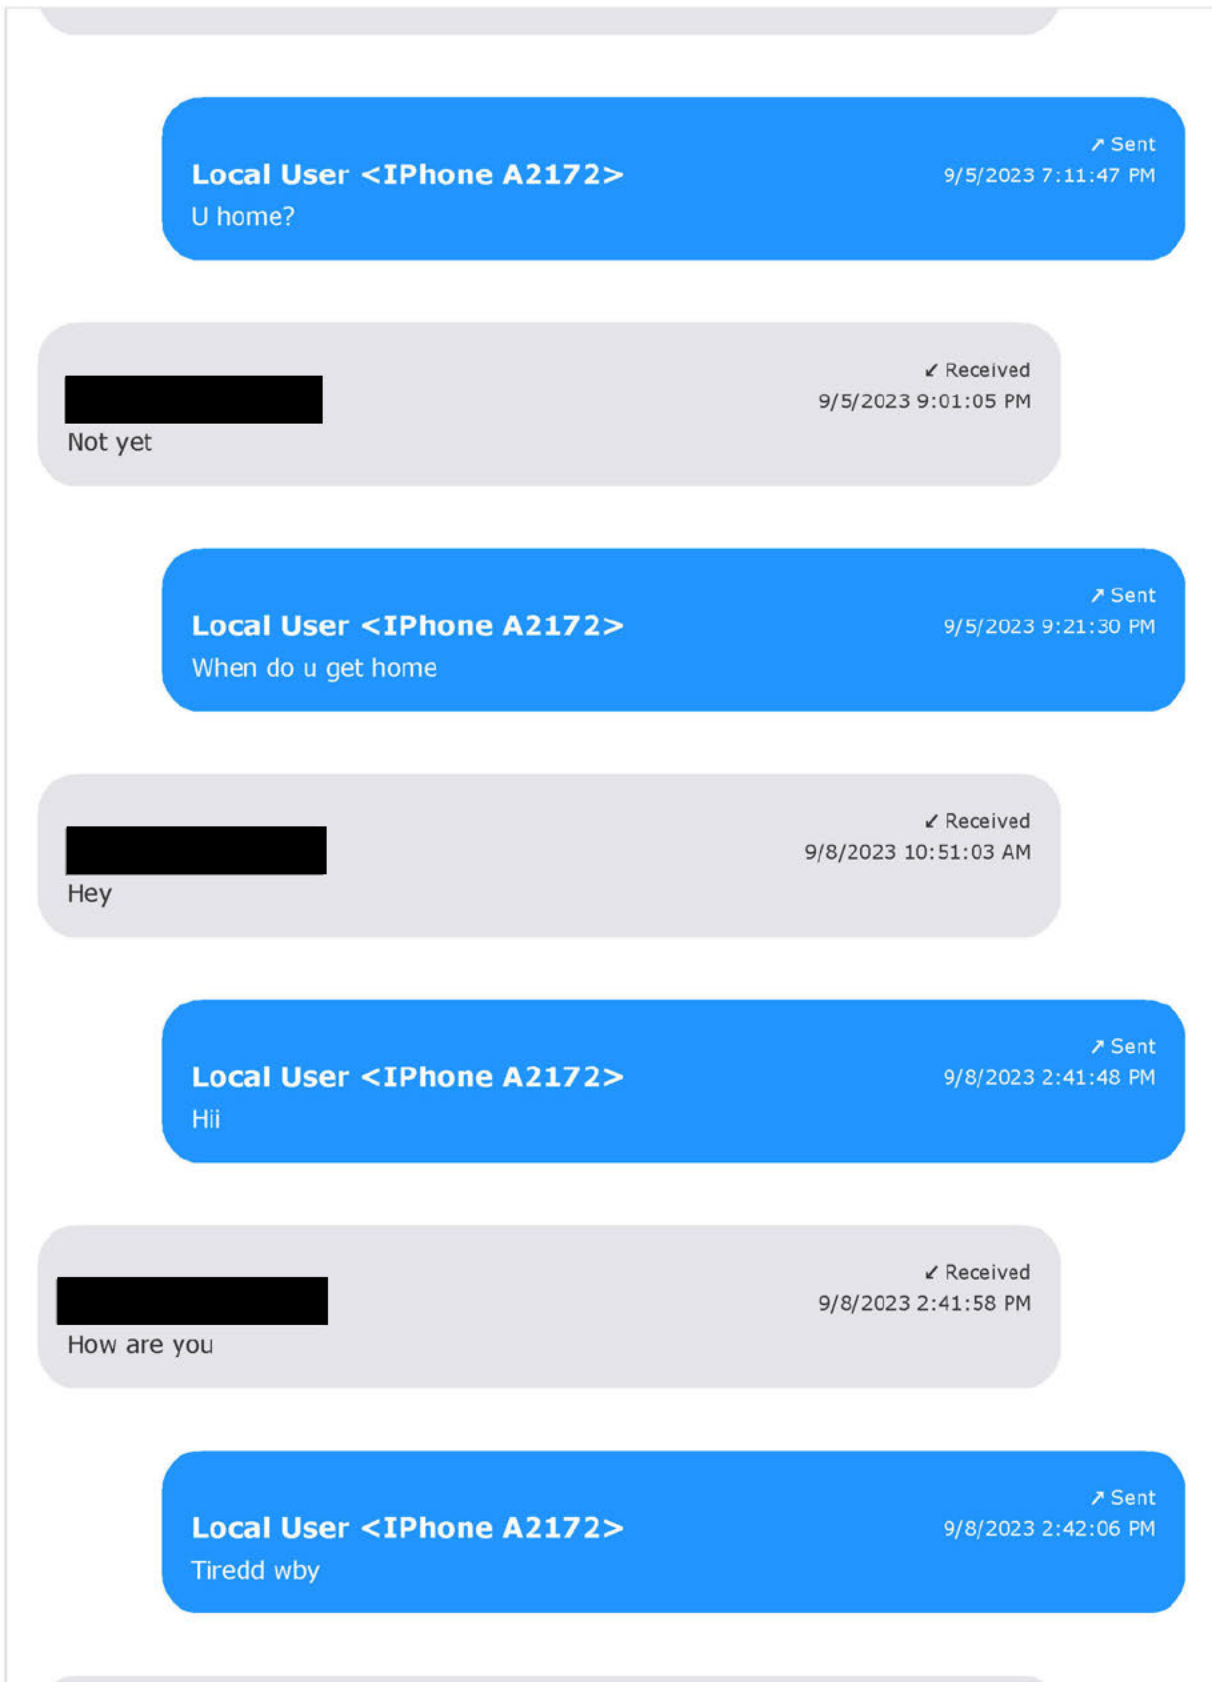 ↗ Sent
Local User <IPhone A2172> 9/5/2023 7:11:47 PM
U home?
↙ Received
9/5/2023 9:01:05 PM
Not yet
↗ Sent
Local User <IPhone A2172> 9/5/2023 9:21:30 PM
When do u get home
↙ Received
9/8/2023 10:51:03 AM
Hey
↗ Sent
Local User <IPhone A2172> 9/8/2023 2:41:48 PM
Hii
↙ Received
9/8/2023 2:41:58 PM
How are you
↗ Sent
Local User <IPhone A2172> 9/8/2023 2:42:06 PM
Tiredd wby